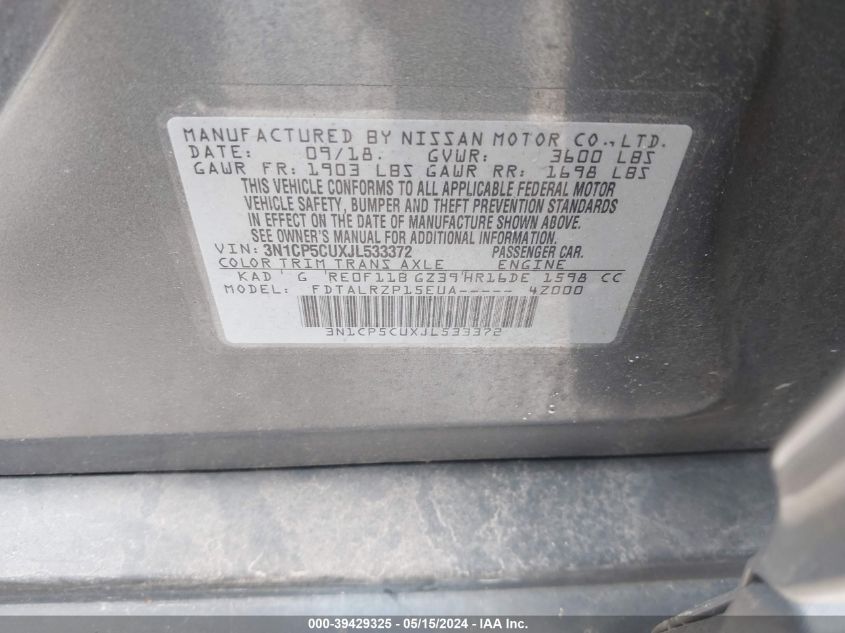 MANUFACTURED BY NISSAN MOTOR CO.,LTD.
DATE: 09/18. GVWR: 3600 LBS
GAWR FR: 1903 LBS GAWR RR: 1698 LBS
THIS VEHICLE CONFORMS TO ALL APPLICABLE FEDERAL MOTOR
VEHICLE SAFETY, BUMPER AND THEFT PREVENTION STANDARDS
IN EFFECT ON THE DATE OF MANUFACTURE SHOWN ABOVE.
SEE OWNER'S MANUAL FOR ADDITIONAL INFORMATION.
VIN: 3N1CP5CUXJL533372 PASSENGER CAR.
COLOR TRIM TRANS AXLE ENGINE
KAD G RE0F11B GZ39 HR16DE 1598 CC
MODEL: FDTALRZP15EUA----- 4Z000
3N1CP5CUXJL533372
000-39429325 - 05/15/2024 - IAA Inc.